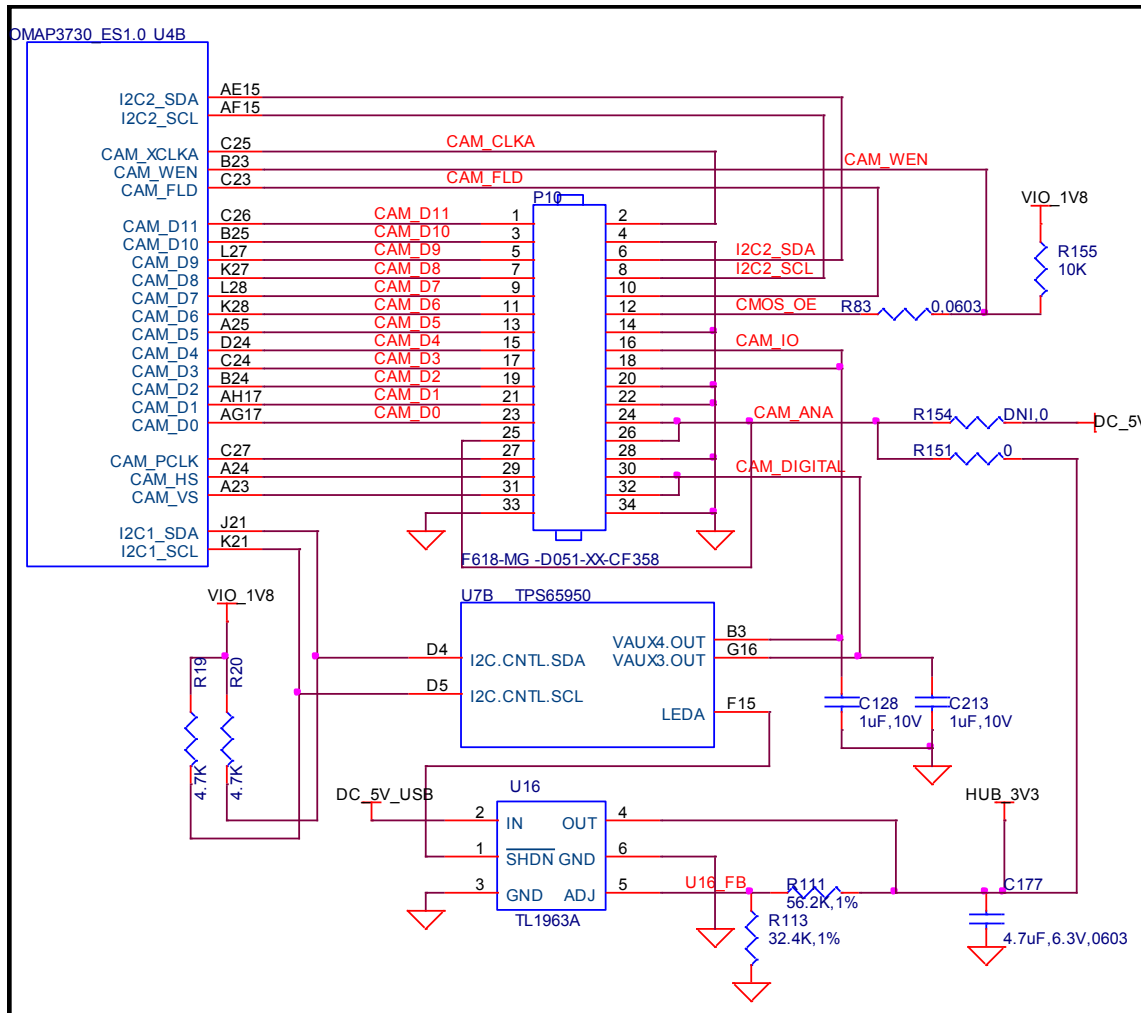 OMAP3730_ES1.0 U4B
I2C2_SDA AE15
I2C2_SCL AF15
CAM_XCLKA C25 CAM_CLKA
CAM_WEN B23 CAM_WEN
CAM_FLD C23 CAM_FLD
P10
VIO_1V8
R155
10K
CAM_D11 C26 CAM_D11 1 2
CAM_D10 B25 CAM_D10 3 4
CAM_D9 L27 CAM_D9 5 6 I2C2_SDA
CAM_D8 K27 CAM_D8 7 8 I2C2_SCL
CAM_D7 L28 CAM_D7 9 10
CAM_D6 K28 CAM_D6 11 12 CMOS_OE R83 0,0603
CAM_D5 A25 CAM_D5 13 14
CAM_D4 D24 CAM_D4 15 16 CAM_IO
CAM_D3 C24 CAM_D3 17 18
CAM_D2 B24 CAM_D2 19 20
CAM_D1 AH17 CAM_D1 21 22
CAM_D0 AG17 CAM_D0 23 24 CAM_ANA R154 DNI,0 DC_5V
25 26
CAM_PCLK C27 27 28 R151 0
CAM_HS A24 29 30 CAM_DIGITAL
CAM_VS A23 31 32
33 34
I2C1_SDA J21
I2C1_SCL K21
F618-MG -D051-XX-CF358
VIO_1V8
R19
R20
4.7K
4.7K
U7B TPS65950
D4 I2C.CNTL.SDA
D5 I2C.CNTL.SCL
VAUX4.OUT B3
VAUX3.OUT G16
LEDA F15
C128
1uF,10V
C213
1uF,10V
U16
DC_5V_USB
HUB_3V3
2 IN OUT 4
1 SHDN GND 6
3 GND ADJ 5
TL1963A
U16_FB
R111
56.2K,1%
R113
32.4K,1%
C177
4.7uF,6.3V,0603